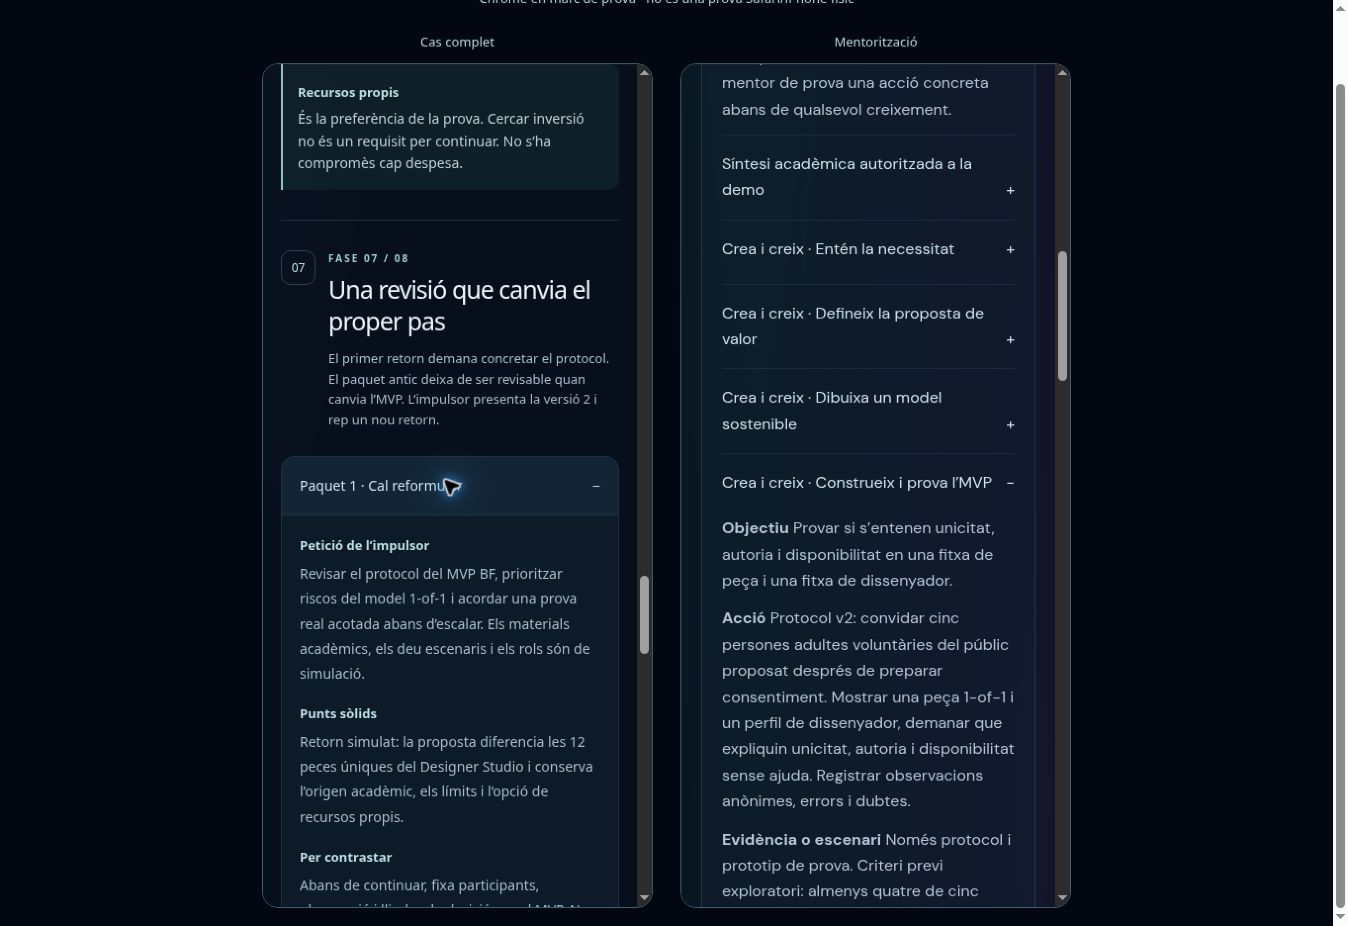 Cas complet
Recursos propis
És la preferència de la prova. Cercar inversió
no és un requisit per continuar. No s’ha
compromès cap despesa.
07
FASE 07 / 08
Una revisió que canvia el
proper pas
El primer retorn demana concretar el protocol.
El paquet antic deixa de ser revisable quan
canvia l’MVP. L’impulsor presenta la versió 2 i
rep un nou retorn.
Paquet 1 · Cal
−
Petició de l’impulsor
Revisar el protocol del MVP BF, prioritzar
riscos del model 1-of-1 i acordar una prova
real acotada abans d’escalar. Els materials
acadèmics, els deu escenaris i els rols són de
simulació.
Punts sòlids
Retorn simulat: la proposta diferencia les 12
peces úniques del Designer Studio i conserva
l’origen acadèmic, els límits i l’opció de
recursos propis.
Per contrastar
Abans de continuar, fixa participants,
Mentorització
mentor de prova una acció concreta
abans de qualsevol creixement.
Síntesi acadèmica autoritzada a la
demo +
Crea i creix · Entén la necessitat +
Crea i creix · Defineix la proposta de
valor +
Crea i creix · Dibuixa un model
sostenible +
Crea i creix · Construeix i prova l’MVP −
Objectiu Provar si s’entenen unicitat,
autoria i disponibilitat en una fitxa de
peça i una fitxa de dissenyador.
Acció Protocol v2: convidar cinc
persones adultes voluntàries del públic
proposat després de preparar
consentiment. Mostrar una peça 1-of-1 i
un perfil de dissenyador, demanar que
expliquin unicitat, autoria i disponibilitat
sense ajuda. Registrar observacions
anònimes, errors i dubtes.
Evidència o escenari Només protocol i
prototip de prova. Criteri previ
exploratori: almenys quatre de cinc